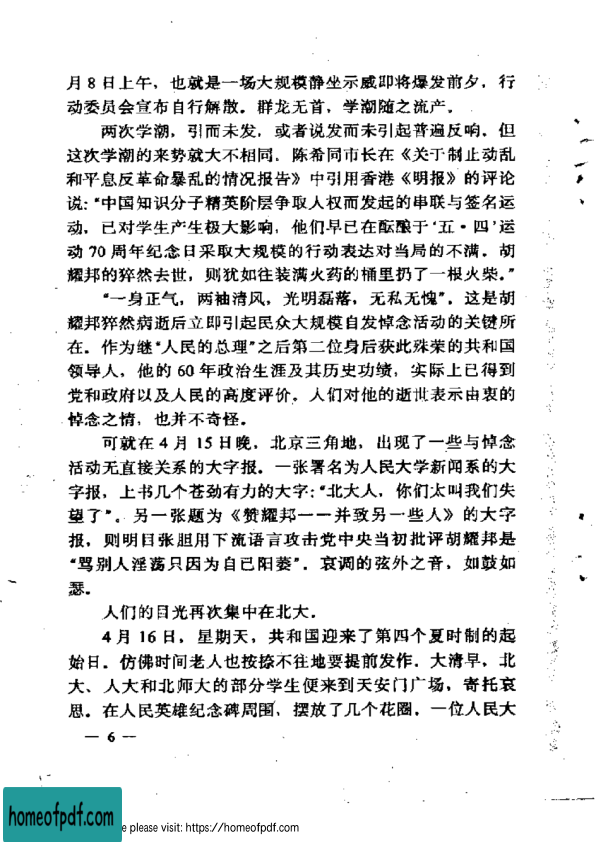 月8日上午，也就是一场大规模静坐示威即将爆发前夕，行
动委员会宣布自行解散。群龙无首，学潮随之流产。
两次学潮，引而未发，或者说发而未引起普遍反响。但
这次学潮的来势就大不相同。陈希同市长在《关于制止动乱
和平息反革命暴乱的情况报告》中引用香港《明报》的评论
说：“中国知识分子精英阶层争取人权而发起的串联与签名运
动，已对学生产生极大影响，他们早已在酝酿于‘五·四’运
动70周年纪念日采取大规模的行动表达对当局的不满。胡
耀邦的猝然去世，则犹如往装满火药的桶里扔了一根火柴。”
“一身正气，两袖清风，光明磊落，无私无愧”。这是胡
耀邦猝然病逝后立即引起民众大规模自发悼念活动的关键所
在。作为继“人民的总理”之后第二位身后获此殊荣的共和国
领导人，他的60年政治生涯及其历史功绩，实际上已得到
党和政府以及人民的高度评价。人们对他的逝世表示由衷的
悼念之情，也并不奇怪。
可就在4月15日晚，北京三角地，出现了一些与悼念
活动无直接关系的大字报。一张署名为人民大学新闻系的大
字报，上书几个苍劲有力的大字：“北大人，你们太叫我们失
望了”。另一张题为《赞耀邦一一并致另一些人》的大字
报，则明目张胆用下流语言攻击党中央当初批评胡耀邦是
“骂别人淫荡只因为自已阳萎”。哀调的弦外之音，如鼓如
瑟。
人们的目光再次集中在北大。
4月16日，星期天，共和国迎来了第四个夏时制的起
始日。仿佛时间老人也按捺不往地要提前发作。大清早，北
大、人大和北师大的部分学生便来到天安门广场，寄托哀
思。在人民英雄纪念碑周围，摆放了几个花圈。一位人民大
— 6 —
homeofpdf.com
e please visit: https://homeofpdf.com